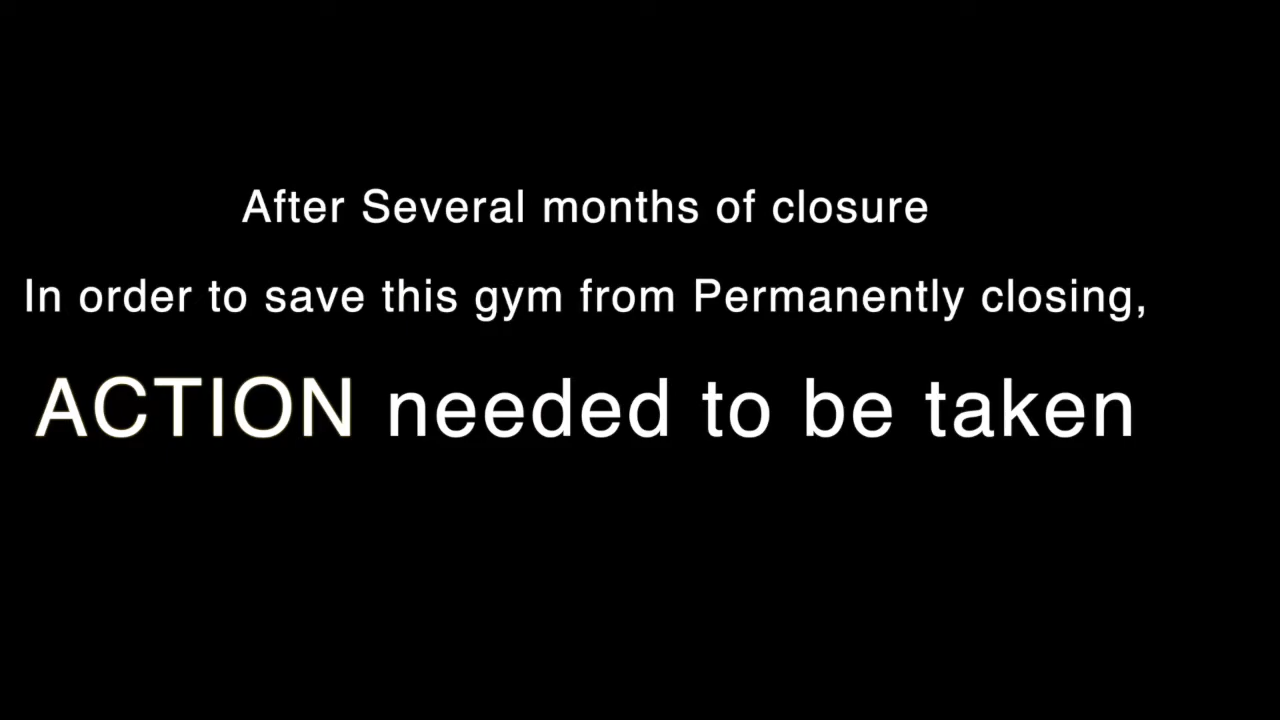 After Several months of closure
In order to save this gym from Permanently closing,
ACTION needed to be taken